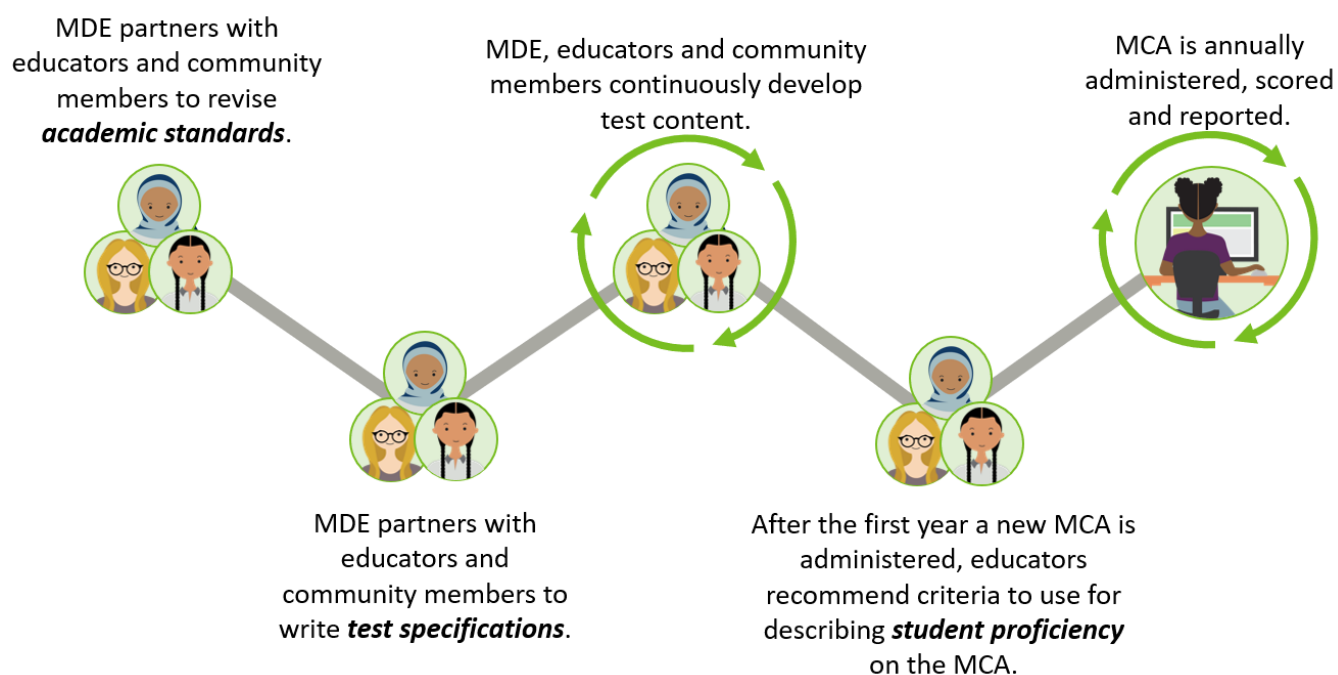 MDE partners with
educators and community
members to revise
academic standards.
MDE partners with
educators and
community members to
write test specifications.
MDE, educators and community
members continuously develop
test content.
After the first year a new MCA is
administered, educators
recommend criteria to use for
describing student proficiency
on the MCA.
MCA is annually
administered, scored
and reported.